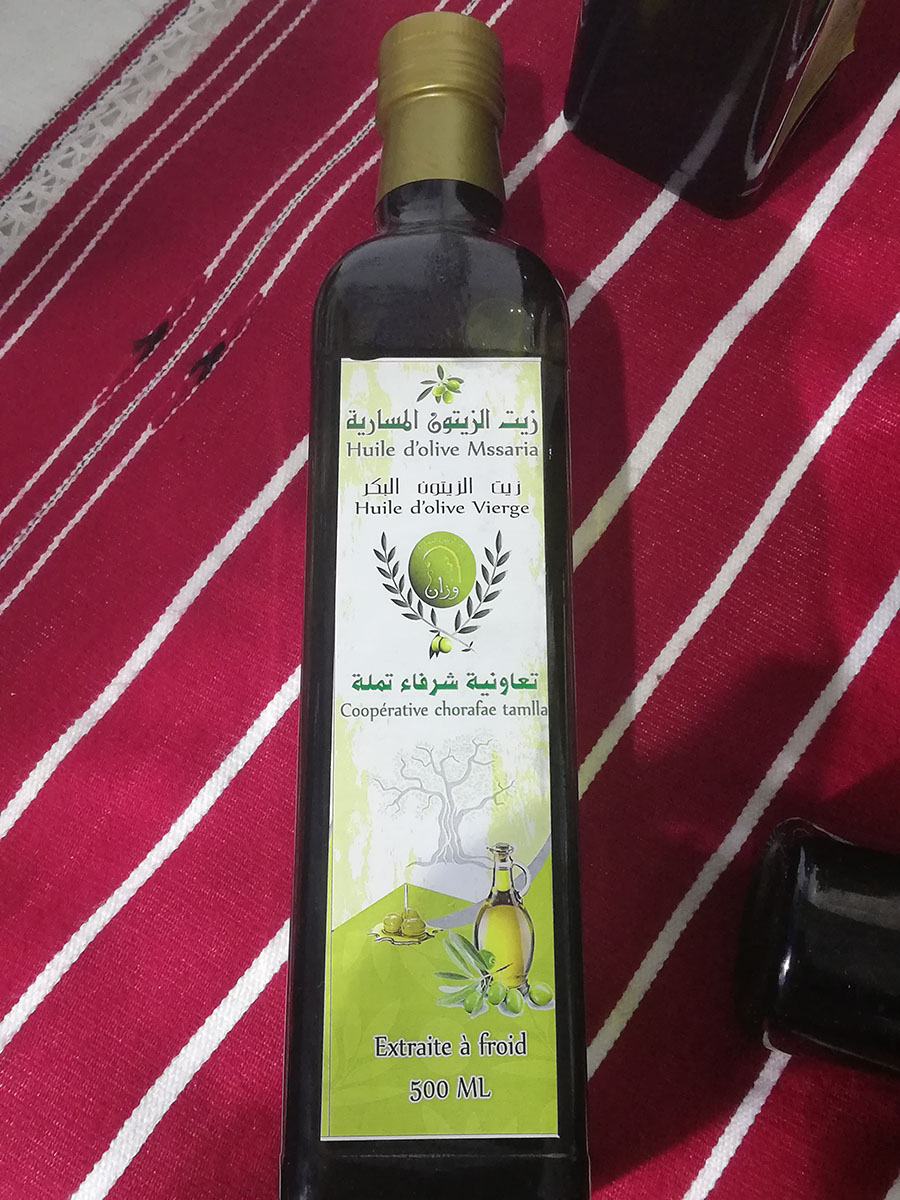 زيت الزيتون المسارية
Huile d'olive Mssaria
زيت الزيتون البكر
Huile d'olive Vierge
وزان
تعاونية شرفاء تملة
Coopérative chorafae tamlla
Extraite à froid
500 ML